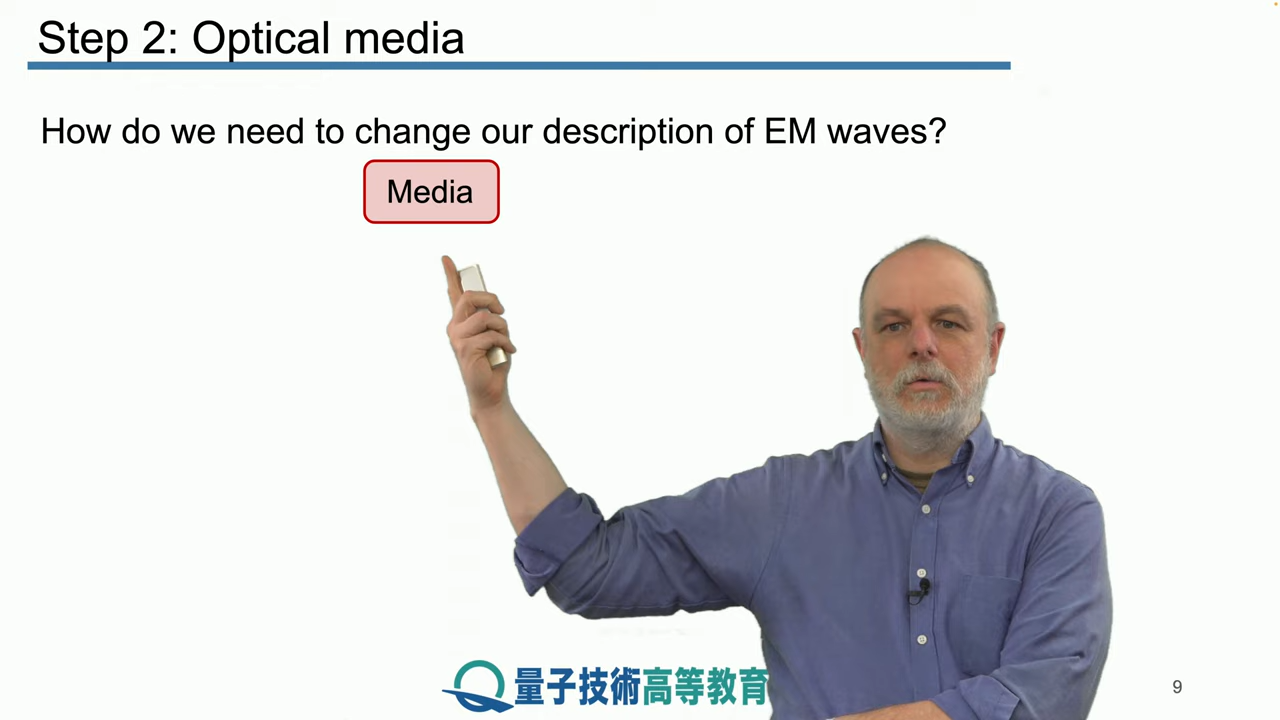 Step 2: Optical media
How do we need to change our description of EM waves?
Media
量子技術高等教育
9